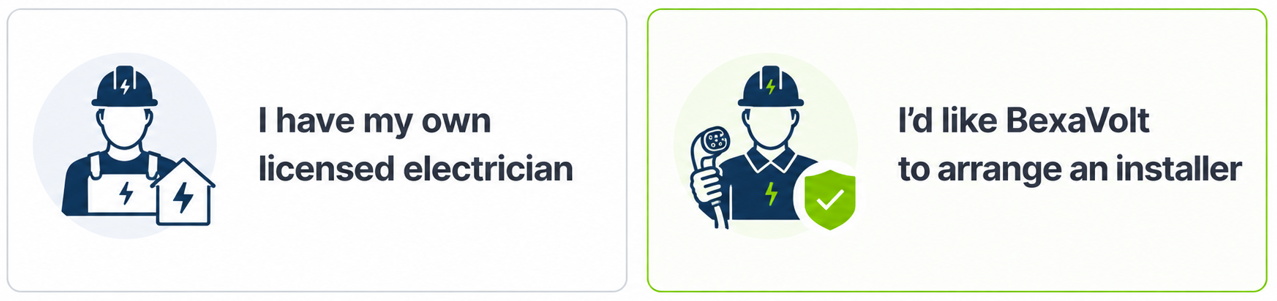 I have my own
licensed electrician
I’d like BexaVolt
to arrange an installer